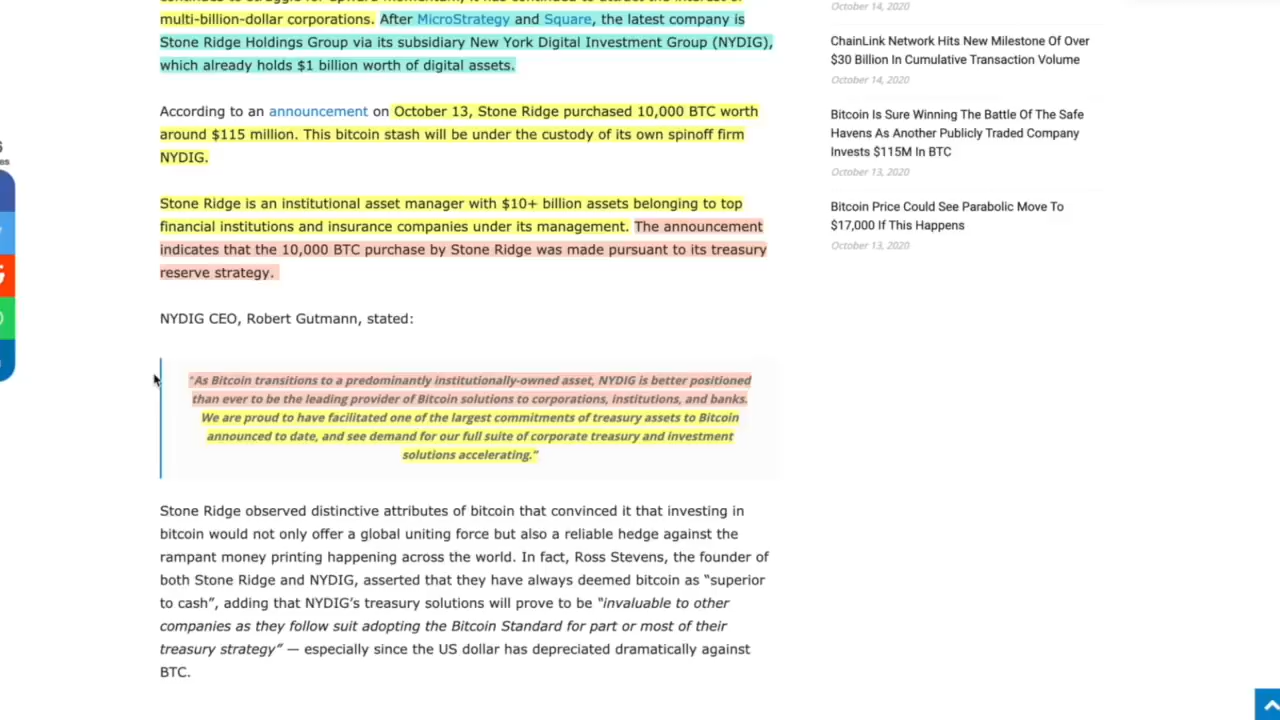 multi-billion-dollar corporations. After MicroStrategy and Square, the latest company is
Stone Ridge Holdings Group via its subsidiary New York Digital Investment Group (NYDIG),
which already holds $1 billion worth of digital assets.
According to an announcement on October 13, Stone Ridge purchased 10,000 BTC worth
around $115 million. This bitcoin stash will be under the custody of its own spinoff firm
NYDIG.
Stone Ridge is an institutional asset manager with $10+ billion assets belonging to top
financial institutions and insurance companies under its management. The announcement
indicates that the 10,000 BTC purchase by Stone Ridge was made pursuant to its treasury
reserve strategy.
NYDIG CEO, Robert Gutmann, stated:
"As Bitcoin transitions to a predominantly institutionally-owned asset, NYDIG is better positioned
than ever to be the leading provider of Bitcoin solutions to corporations, institutions, and banks.
We are proud to have facilitated one of the largest commitments of treasury assets to Bitcoin
announced to date, and see demand for our full suite of corporate treasury and investment
solutions accelerating."
Stone Ridge observed distinctive attributes of bitcoin that convinced it that investing in
bitcoin would not only offer a global uniting force but also a reliable hedge against the
rampant money printing happening across the world. In fact, Ross Stevens, the founder of
both Stone Ridge and NYDIG, asserted that they have always deemed bitcoin as “superior
to cash”, adding that NYDIG’s treasury solutions will prove to be “invaluable to other
companies as they follow suit adopting the Bitcoin Standard for part or most of their
treasury strategy” — especially since the US dollar has depreciated dramatically against
BTC.
October 14, 2020
ChainLink Network Hits New Milestone Of Over
$30 Billion In Cumulative Transaction Volume
October 14, 2020
Bitcoin Is Sure Winning The Battle Of The Safe
Havens As Another Publicly Traded Company
Invests $115M In BTC
October 13, 2020
Bitcoin Price Could See Parabolic Move To
$17,000 If This Happens
October 13, 2020